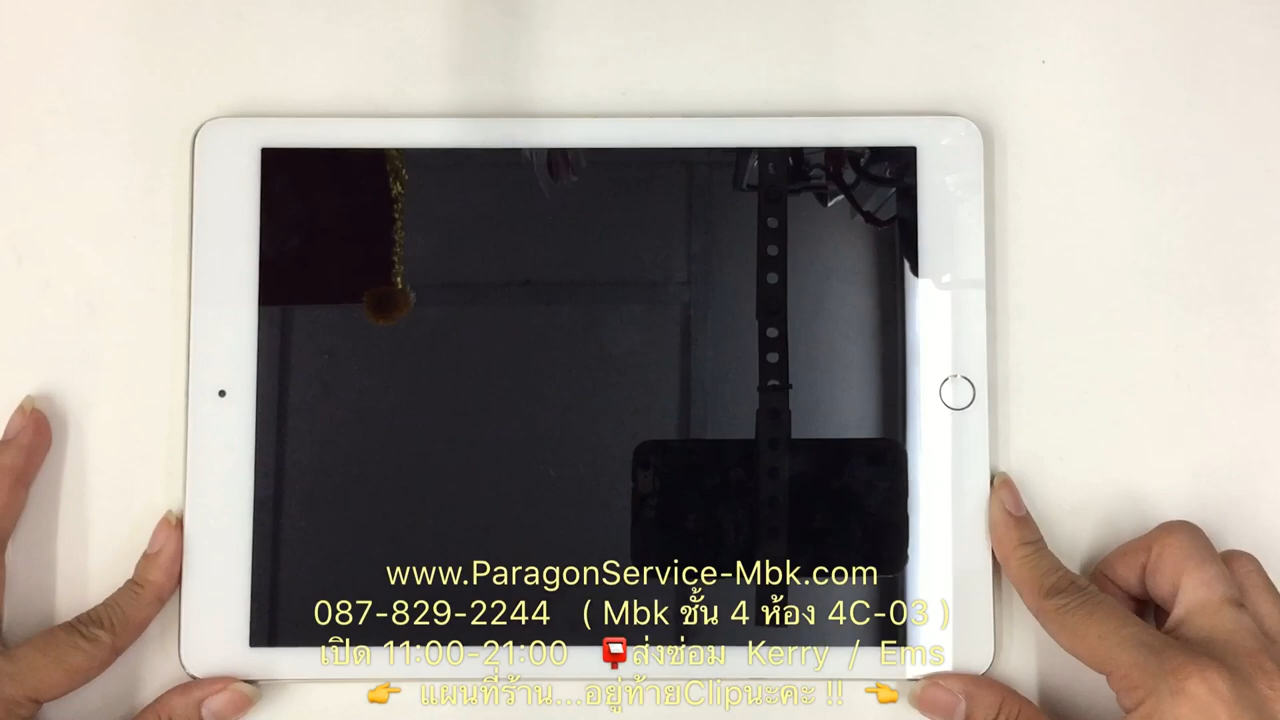 www.ParagonService-Mbk.com
087-829-2244 ( Mbk ชั้น 4 ห้อง 4C-03 )
เปิด 11:00-21:00 📮ส่งซ่อม Kerry / Ems
👉 แผนที่ร้าน...อยู่ท้ายClipนะคะ !! 👈